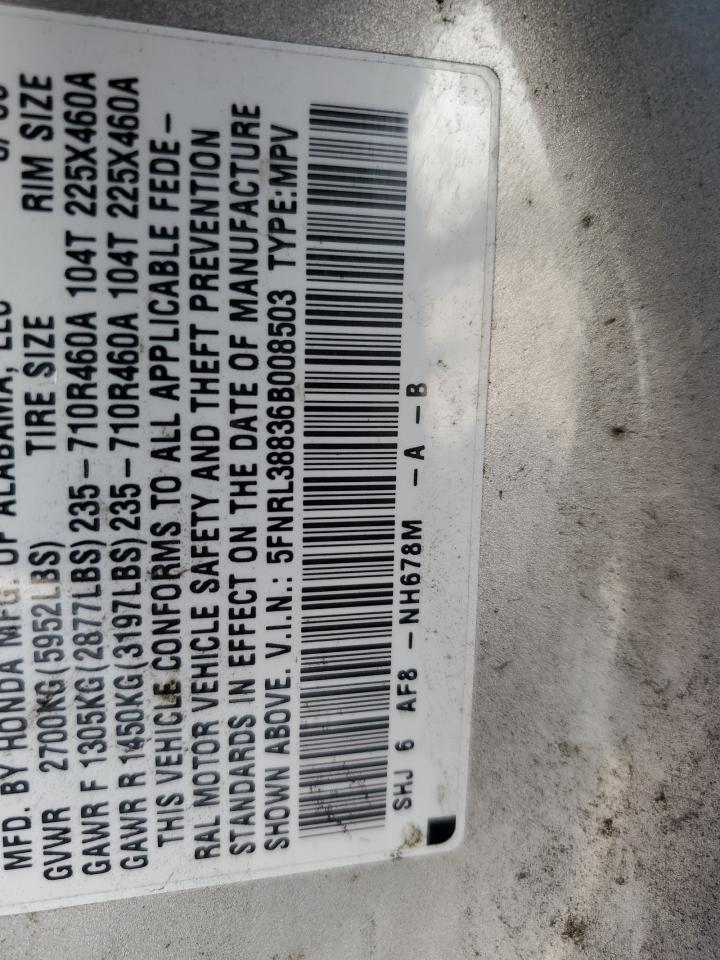 MFD. BY HONDA MFG. OF ALABAMA, LLC
GVWR 2700KG(5952LBS) TIRE SIZE RIM SIZE
GAWR F 1305KG(2877LBS)235-710R460A 104T 225X460A
GAWR R 1450KG(3197LBS)235-710R460A 104T 225X460A
THIS VEHICLE CONFORMS TO ALL APPLICABLE FEDE-
RAL MOTOR VEHICLE SAFETY AND THEFT PREVENTION
STANDARDS IN EFFECT ON THE DATE OF MANUFACTURE
SHOWN ABOVE. V.I.N.: 5FNRL38836B008503 TYPE:MPV
SHJ 6 AF8 -NH678M -A -B